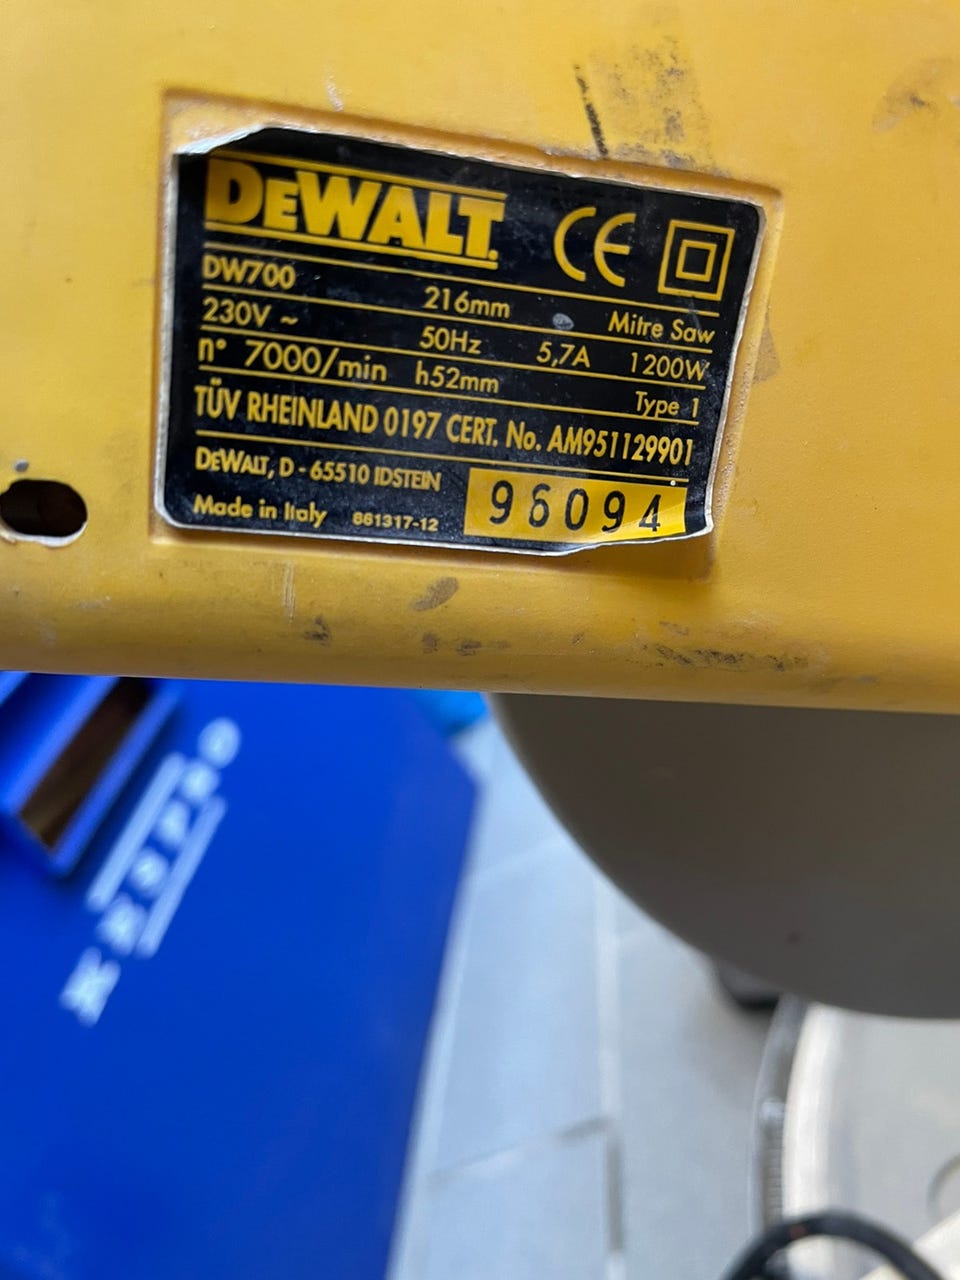 DEWALT.
CE
DW700 216mm Mitre Saw
230V ~ 50Hz 5,7A 1200W
n° 7000/min h52mm Type 1
TÜV RHEINLAND 0197 CERT. No. AM951129901
DEWALT, D - 65510 IDSTEIN
Made in Italy 881317-12
96094